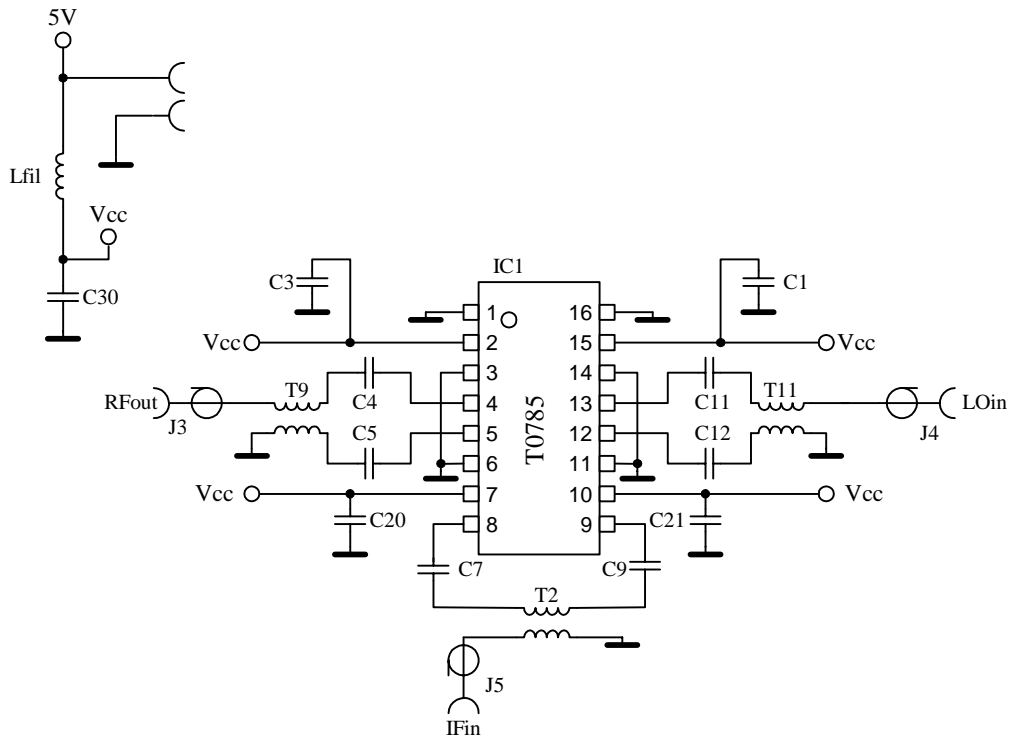 5V
Lfil
Vcc
C30
C3
IC1
C1
1
16
Vcc
2
15
Vcc
3
14
T9
T11
RFout
C4
4
13
C11
LOin
J3
J4
C5
5
12
C12
T0785
6
11
Vcc
7
10
Vcc
C20
8
9
C21
C7
C9
T2
J5
IFin